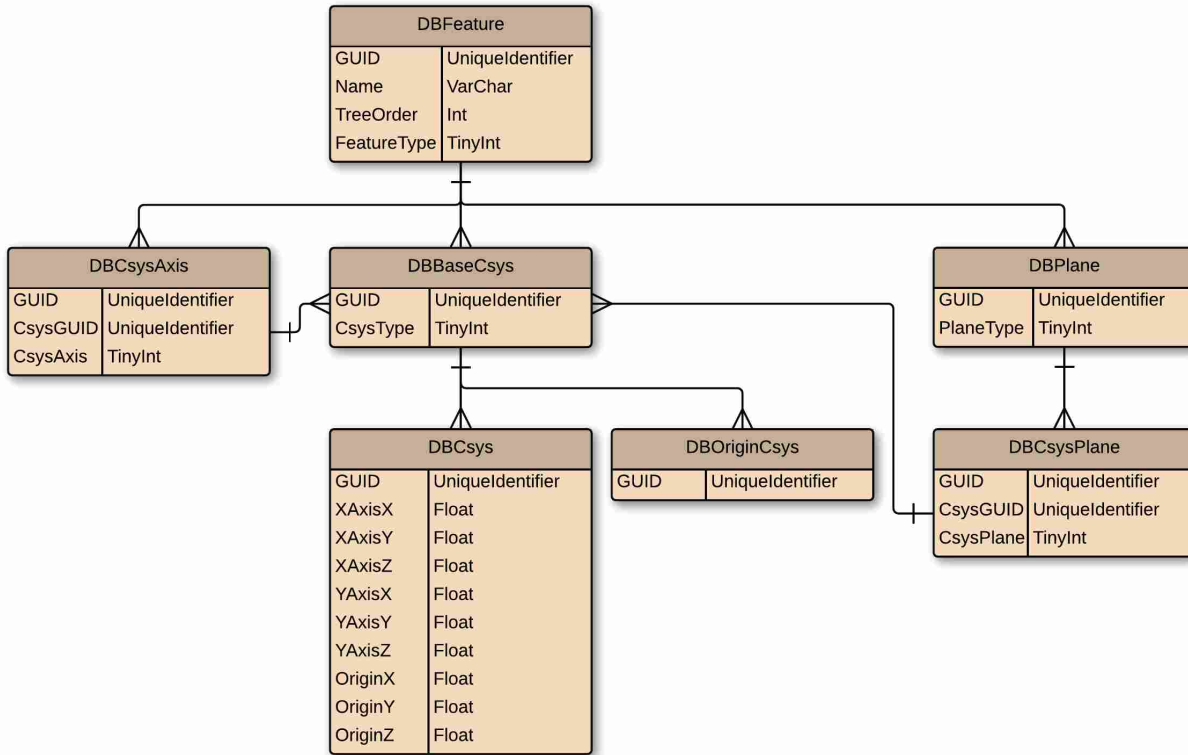 DBFeature
GUID UniqueIdentifier
Name VarChar
TreeOrder Int
FeatureType TinyInt
DBCsysAxis
GUID UniqueIdentifier
CsysGUID UniqueIdentifier
CsysAxis TinyInt
DBBaseCsys
GUID UniqueIdentifier
CsysType TinyInt
DBPlane
GUID UniqueIdentifier
PlaneType TinyInt
DBCsys
GUID UniqueIdentifier
XAxisX Float
XAxisY Float
XAxisZ Float
YAxisX Float
YAxisY Float
YAxisZ Float
OriginX Float
OriginY Float
OriginZ Float
DBOriginCsys
GUID UniqueIdentifier
DBCsysPlane
GUID UniqueIdentifier
CsysGUID UniqueIdentifier
CsysPlane TinyInt